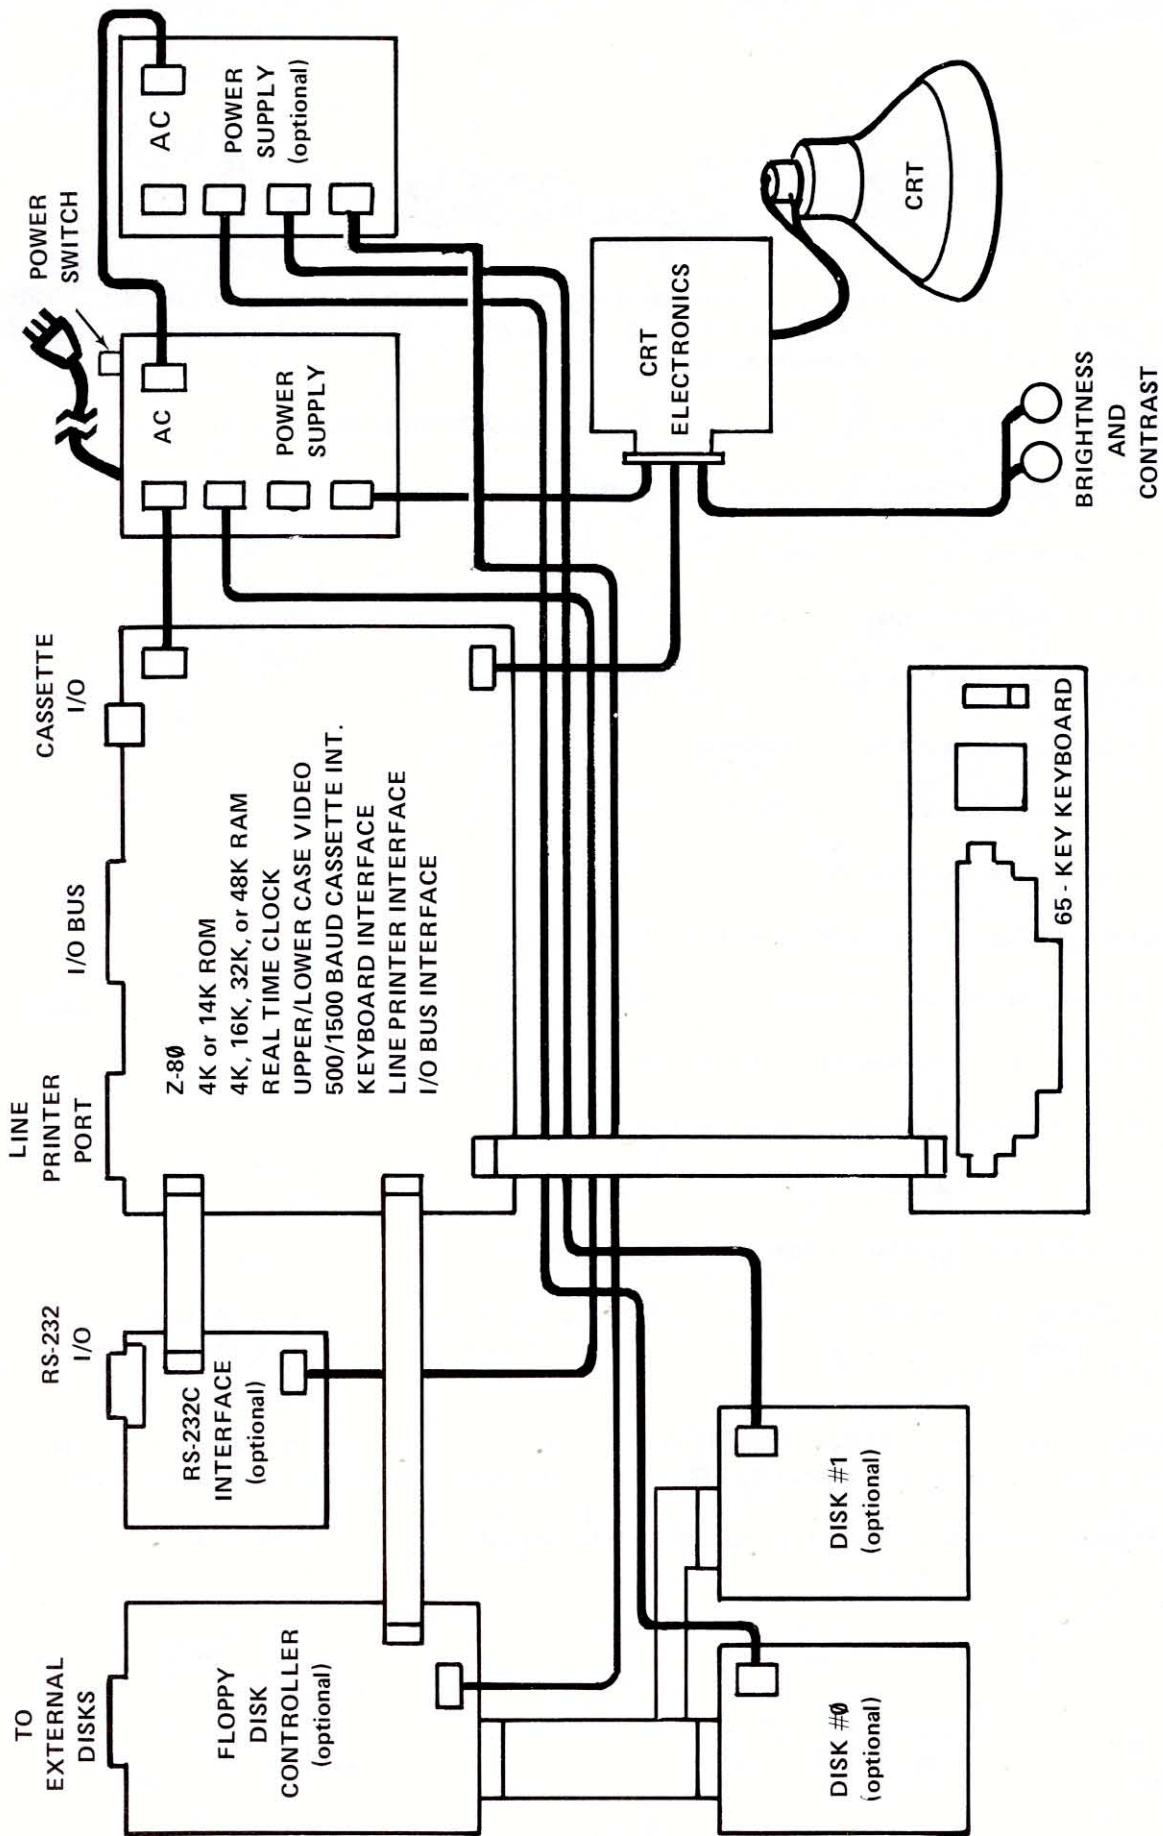 TO
EXTERNAL
DISKS
RS-232
I/O
LINE
PRINTER
PORT
I/O BUS
CASSETTE
I/O
POWER
SWITCH
FLOPPY
DISK
CONTROLLER
(optional)
RS-232C
INTERFACE
(optional)
Z-8Ø
4K or 14K ROM
4K, 16K, 32K, or 48K RAM
REAL TIME CLOCK
UPPER/LOWER CASE VIDEO
500/1500 BAUD CASSETTE INT.
KEYBOARD INTERFACE
LINE PRINTER INTERFACE
I/O BUS INTERFACE
AC
POWER
SUPPLY
AC
POWER
SUPPLY
(optional)
DISK #Ø
(optional)
DISK #1
(optional)
65 - KEY KEYBOARD
CRT
ELECTRONICS
CRT
BRIGHTNESS
AND
CONTRAST